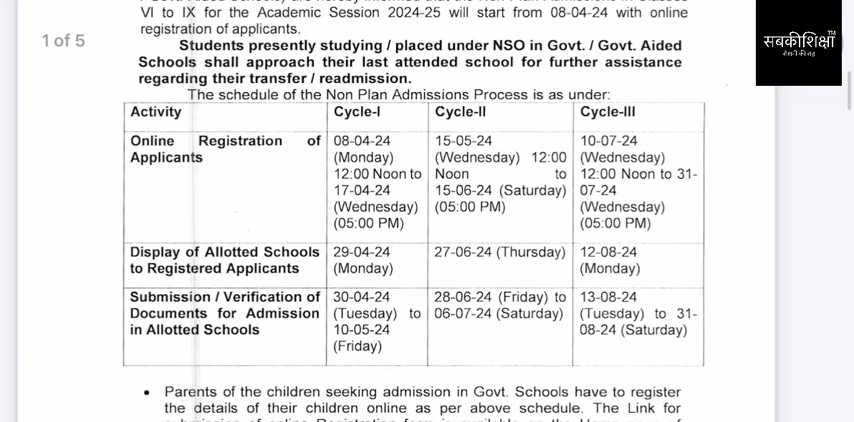 VI to IX for the Academic Session 2024-25 will start from 08-04-24 with online
registration of applicants.
1 of 5
सबकीशिक्षा™
Students presently studying / placed under NSO in Govt. / Govt. Aided
Schools shall approach their last attended school for further assistance
regarding their transfer / readmission.
The schedule of the Non Plan Admissions Process is as under:
Activity Cycle-I Cycle-II Cycle-III
Online Registration of
Applicants
08-04-24
(Monday)
12:00 Noon to
17-04-24
(Wednesday)
(05:00 PM)
15-05-24
(Wednesday) 12:00
Noon to
15-06-24 (Saturday)
(05:00 PM)
10-07-24
(Wednesday)
12:00 Noon to 31-
07-24
(Wednesday)
(05:00 PM)
Display of Allotted Schools
to Registered Applicants
29-04-24
(Monday)
27-06-24 (Thursday)
12-08-24
(Monday)
Submission / Verification of
Documents for Admission
in Allotted Schools
30-04-24
(Tuesday) to
10-05-24
(Friday)
28-06-24 (Friday) to
06-07-24 (Saturday)
13-08-24
(Tuesday) to 31-
08-24 (Saturday)
• Parents of the children seeking admission in Govt. Schools have to register
the details of their children online as per above schedule. The Link for